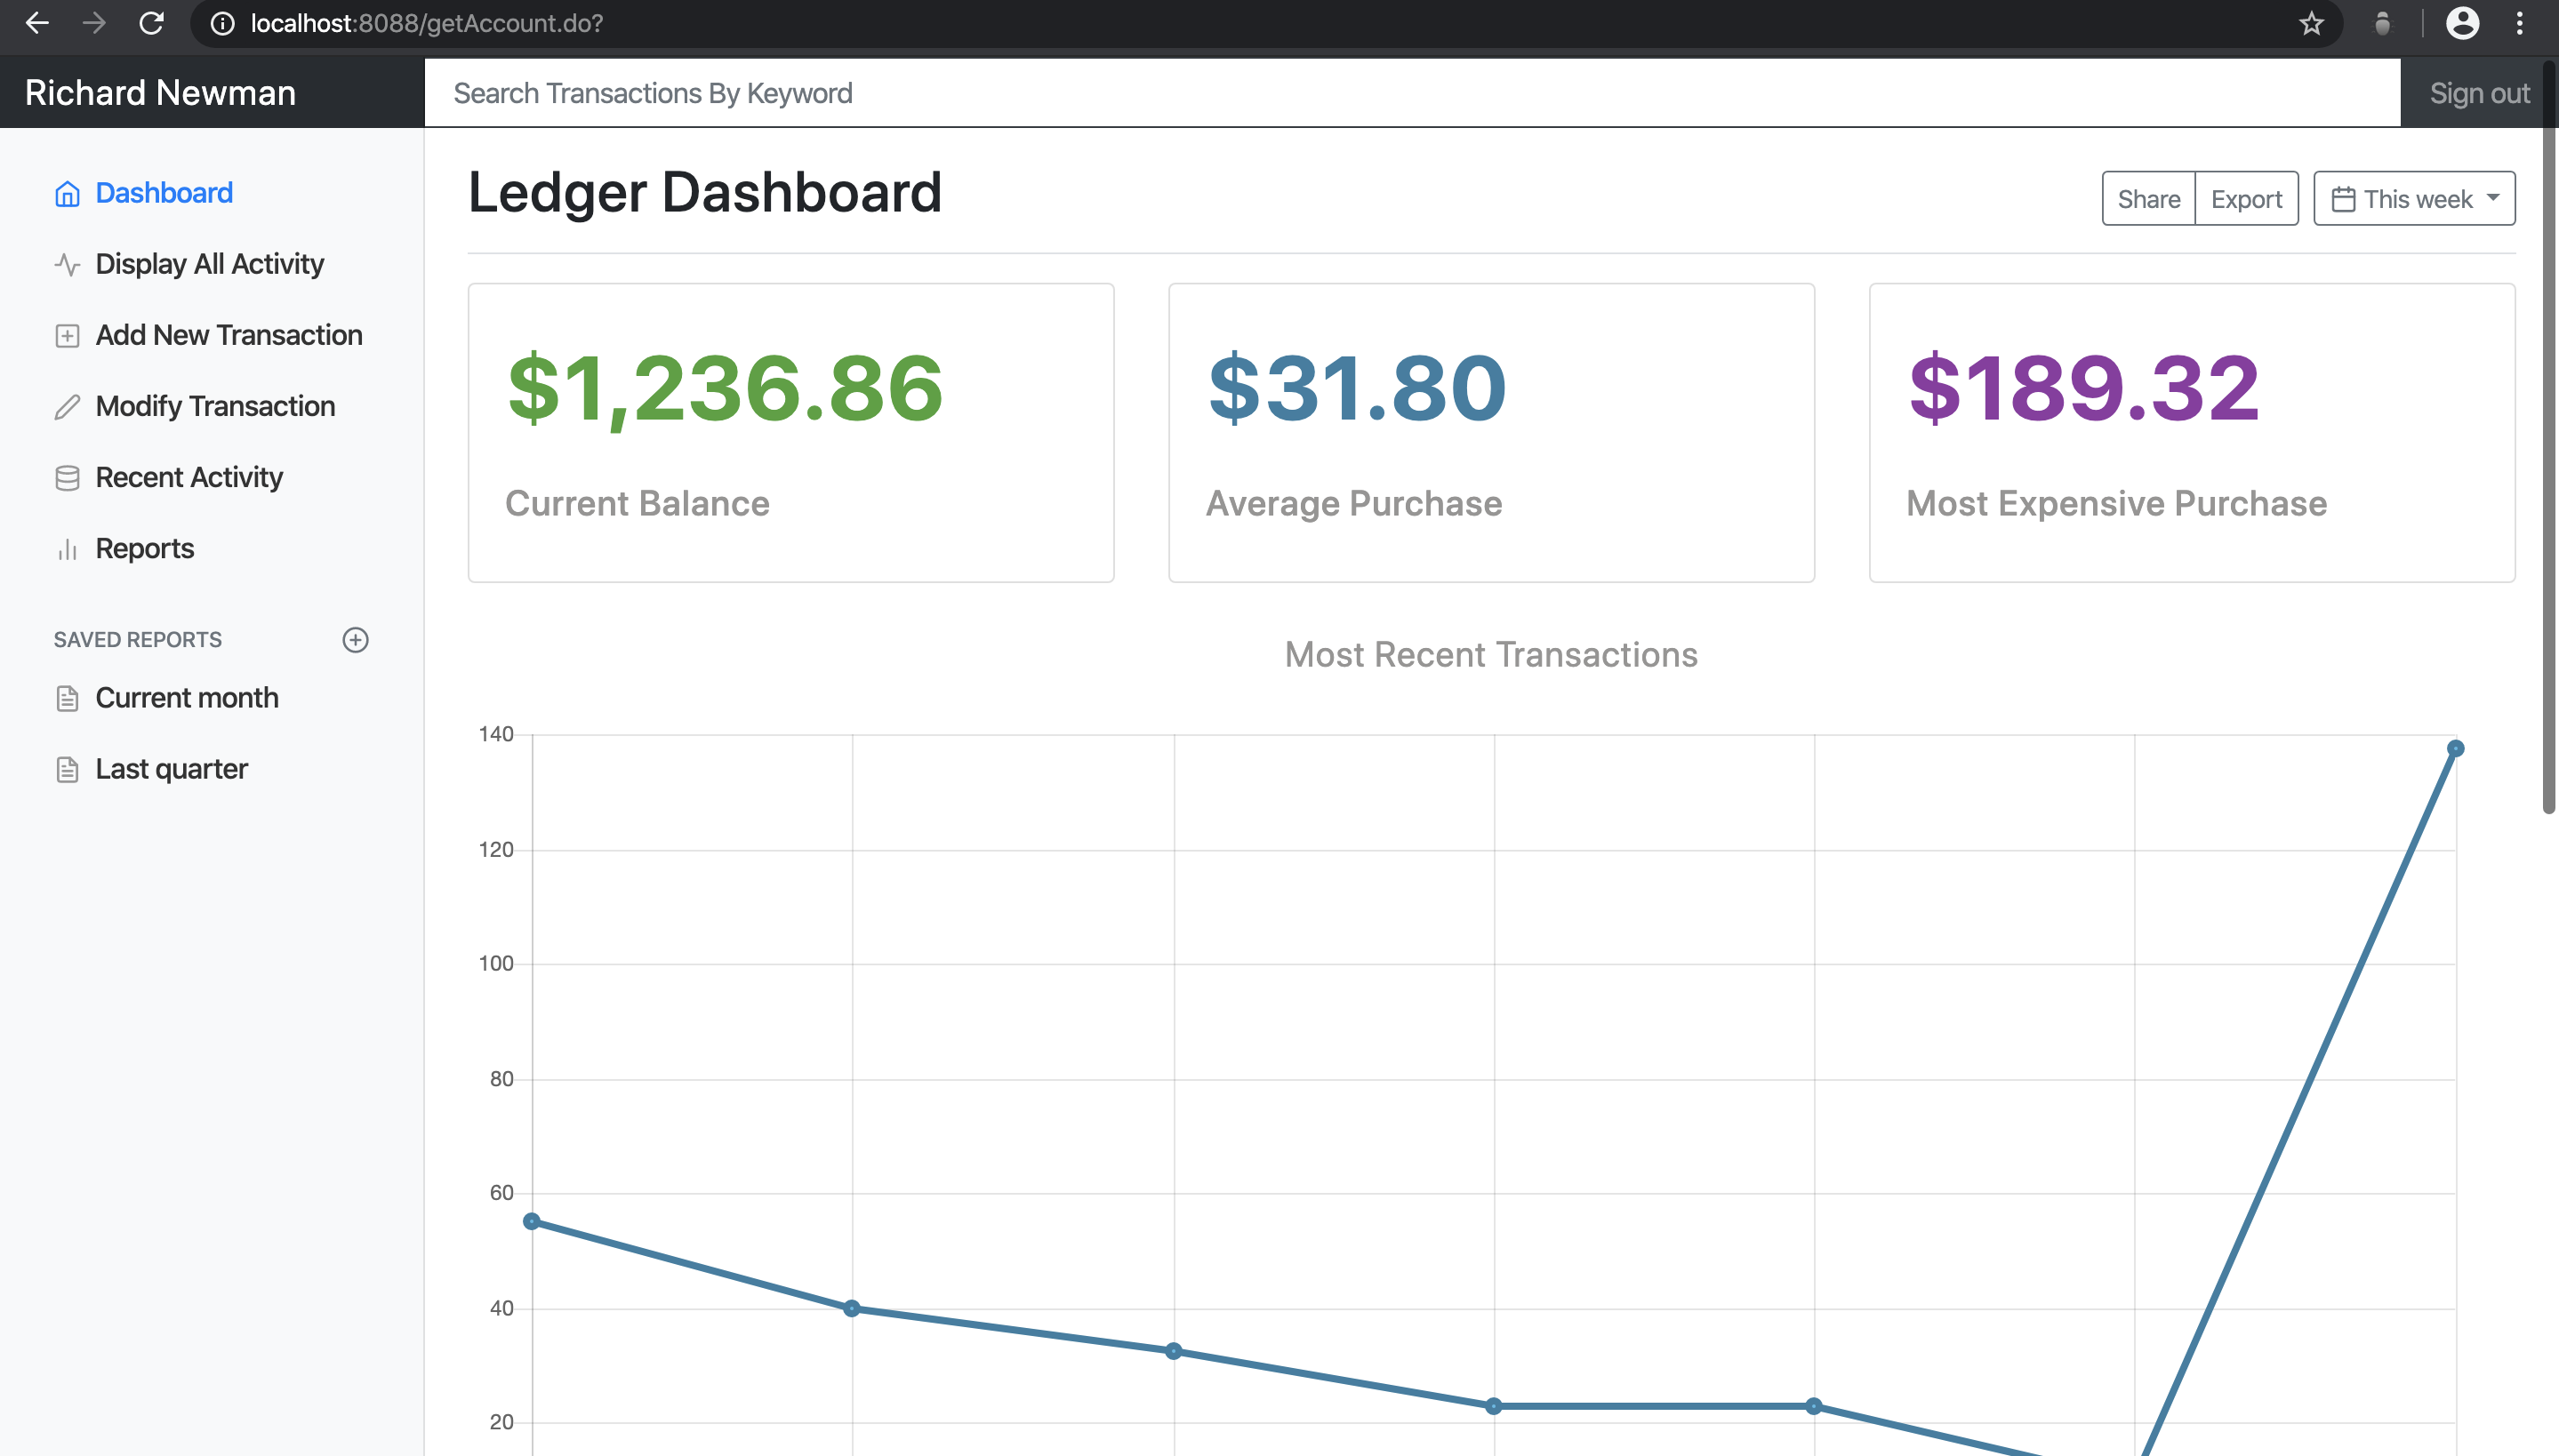 localhost:8088/getAccount.do?
Richard Newman
Search Transactions By Keyword
Sign out
Dashboard
Display All Activity
Add New Transaction
Modify Transaction
Recent Activity
Reports
SAVED REPORTS
Current month
Last quarter
Ledger Dashboard
Share
Export
This week
$1,236.86
Current Balance
$31.80
Average Purchase
$189.32
Most Expensive Purchase
Most Recent Transactions
140
120
100
80
60
40
20